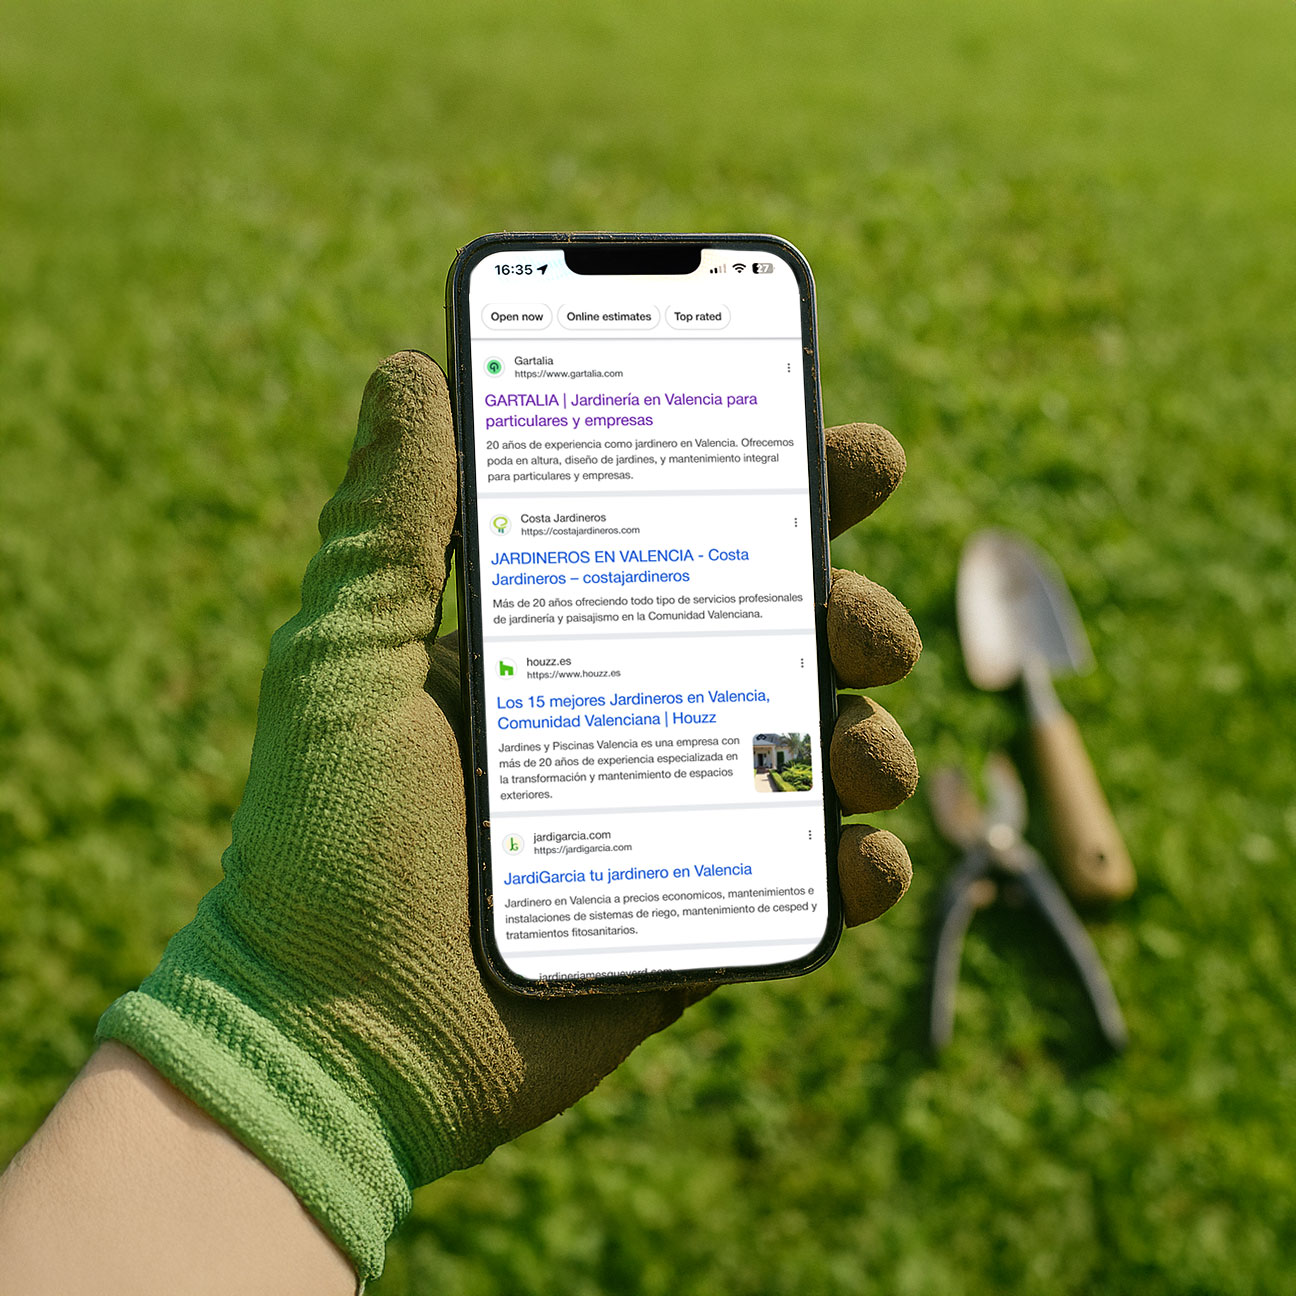 16:35
27
Open now
Online estimates
Top rated
Gartalia
https://www.gartalia.com
GARTALIA | Jardinería en Valencia para
particulares y empresas
20 años de experiencia como jardinero en Valencia. Ofrecemos
poda en altura, diseño de jardines, y mantenimiento integral
para particulares y empresas.
Costa Jardineros
https://costajardineros.com
JARDINEROS EN VALENCIA - Costa
Jardineros – costajardineros
Más de 20 años ofreciendo todo tipo de servicios profesionales
de jardinería y paisajismo en la Comunidad Valenciana.
houzz.es
https://www.houzz.es
Los 15 mejores Jardineros en Valencia,
Comunidad Valenciana | Houzz
Jardines y Piscinas Valencia es una empresa con
más de 20 años de experiencia especializada en
la transformación y mantenimiento de espacios
exteriores.
jardigarcia.com
https://jardigarcia.com
JardiGarcia tu jardinero en Valencia
Jardinero en Valencia a precios economicos, mantenimientos e
instalaciones de sistemas de riego, mantenimiento de cesped y
tratamientos fitosanitarios.